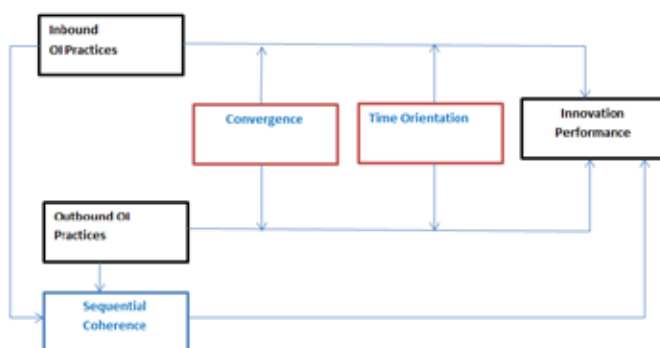 Inbound
OI Practices
Convergence
Time Orientation
Innovation
Performance
Outbound OI
Practices
Sequential
Coherence